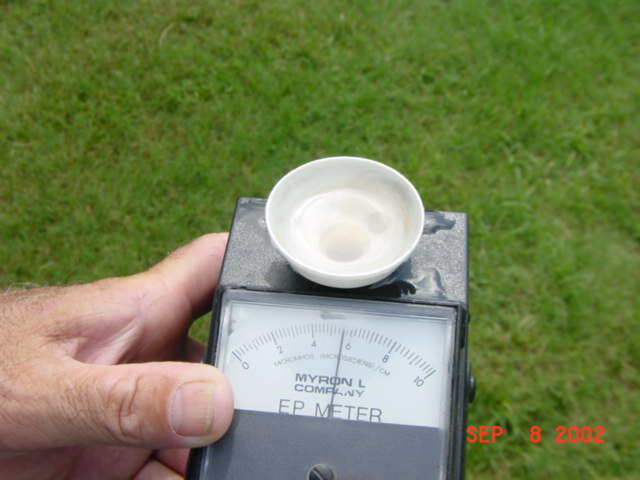 0 2 4 6 8 10
MICROMHOS (MICROSIEMENS)/CM
MYRON L
COMPANY
EP METER
SEP 8 2002